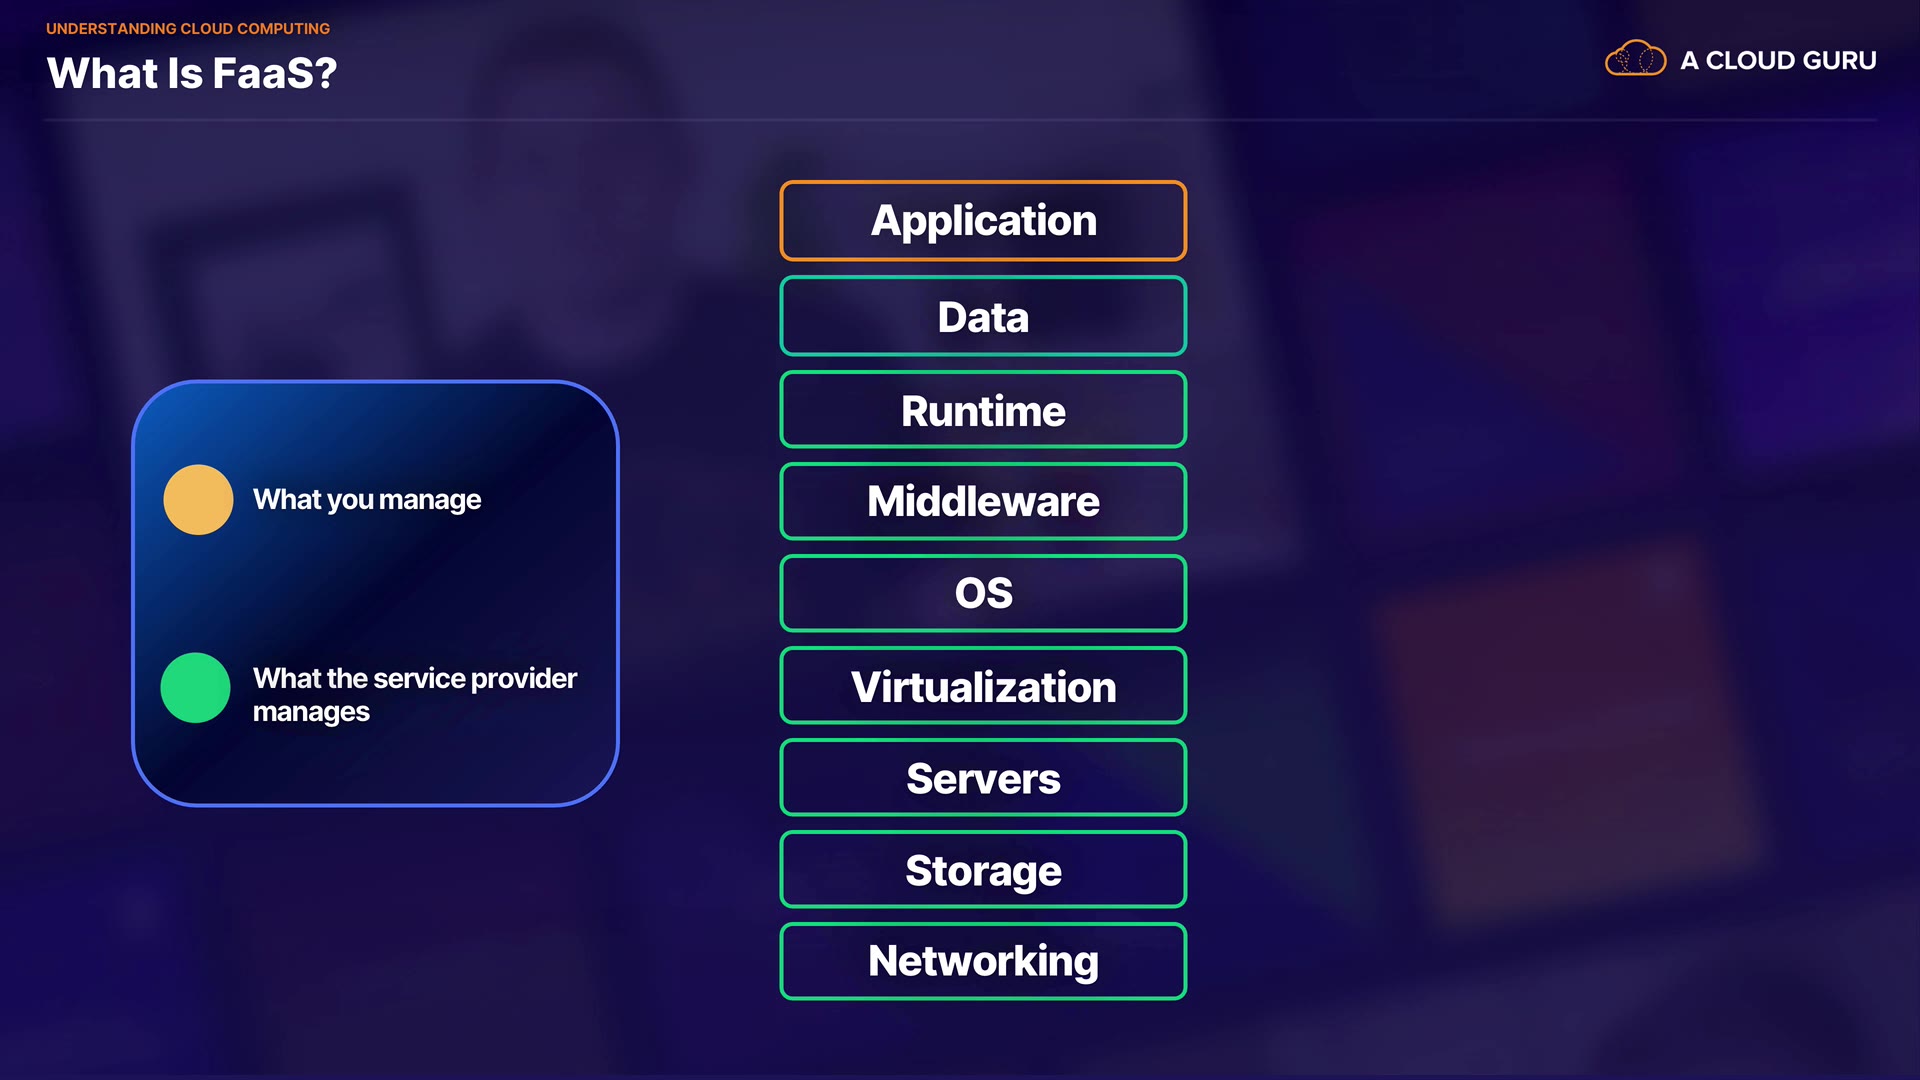 UNDERSTANDING CLOUD COMPUTING
What Is FaaS?
A CLOUD GURU
Application
Data
Runtime
Middleware
OS
Virtualization
Servers
Storage
Networking
What you manage
What the service provider
manages